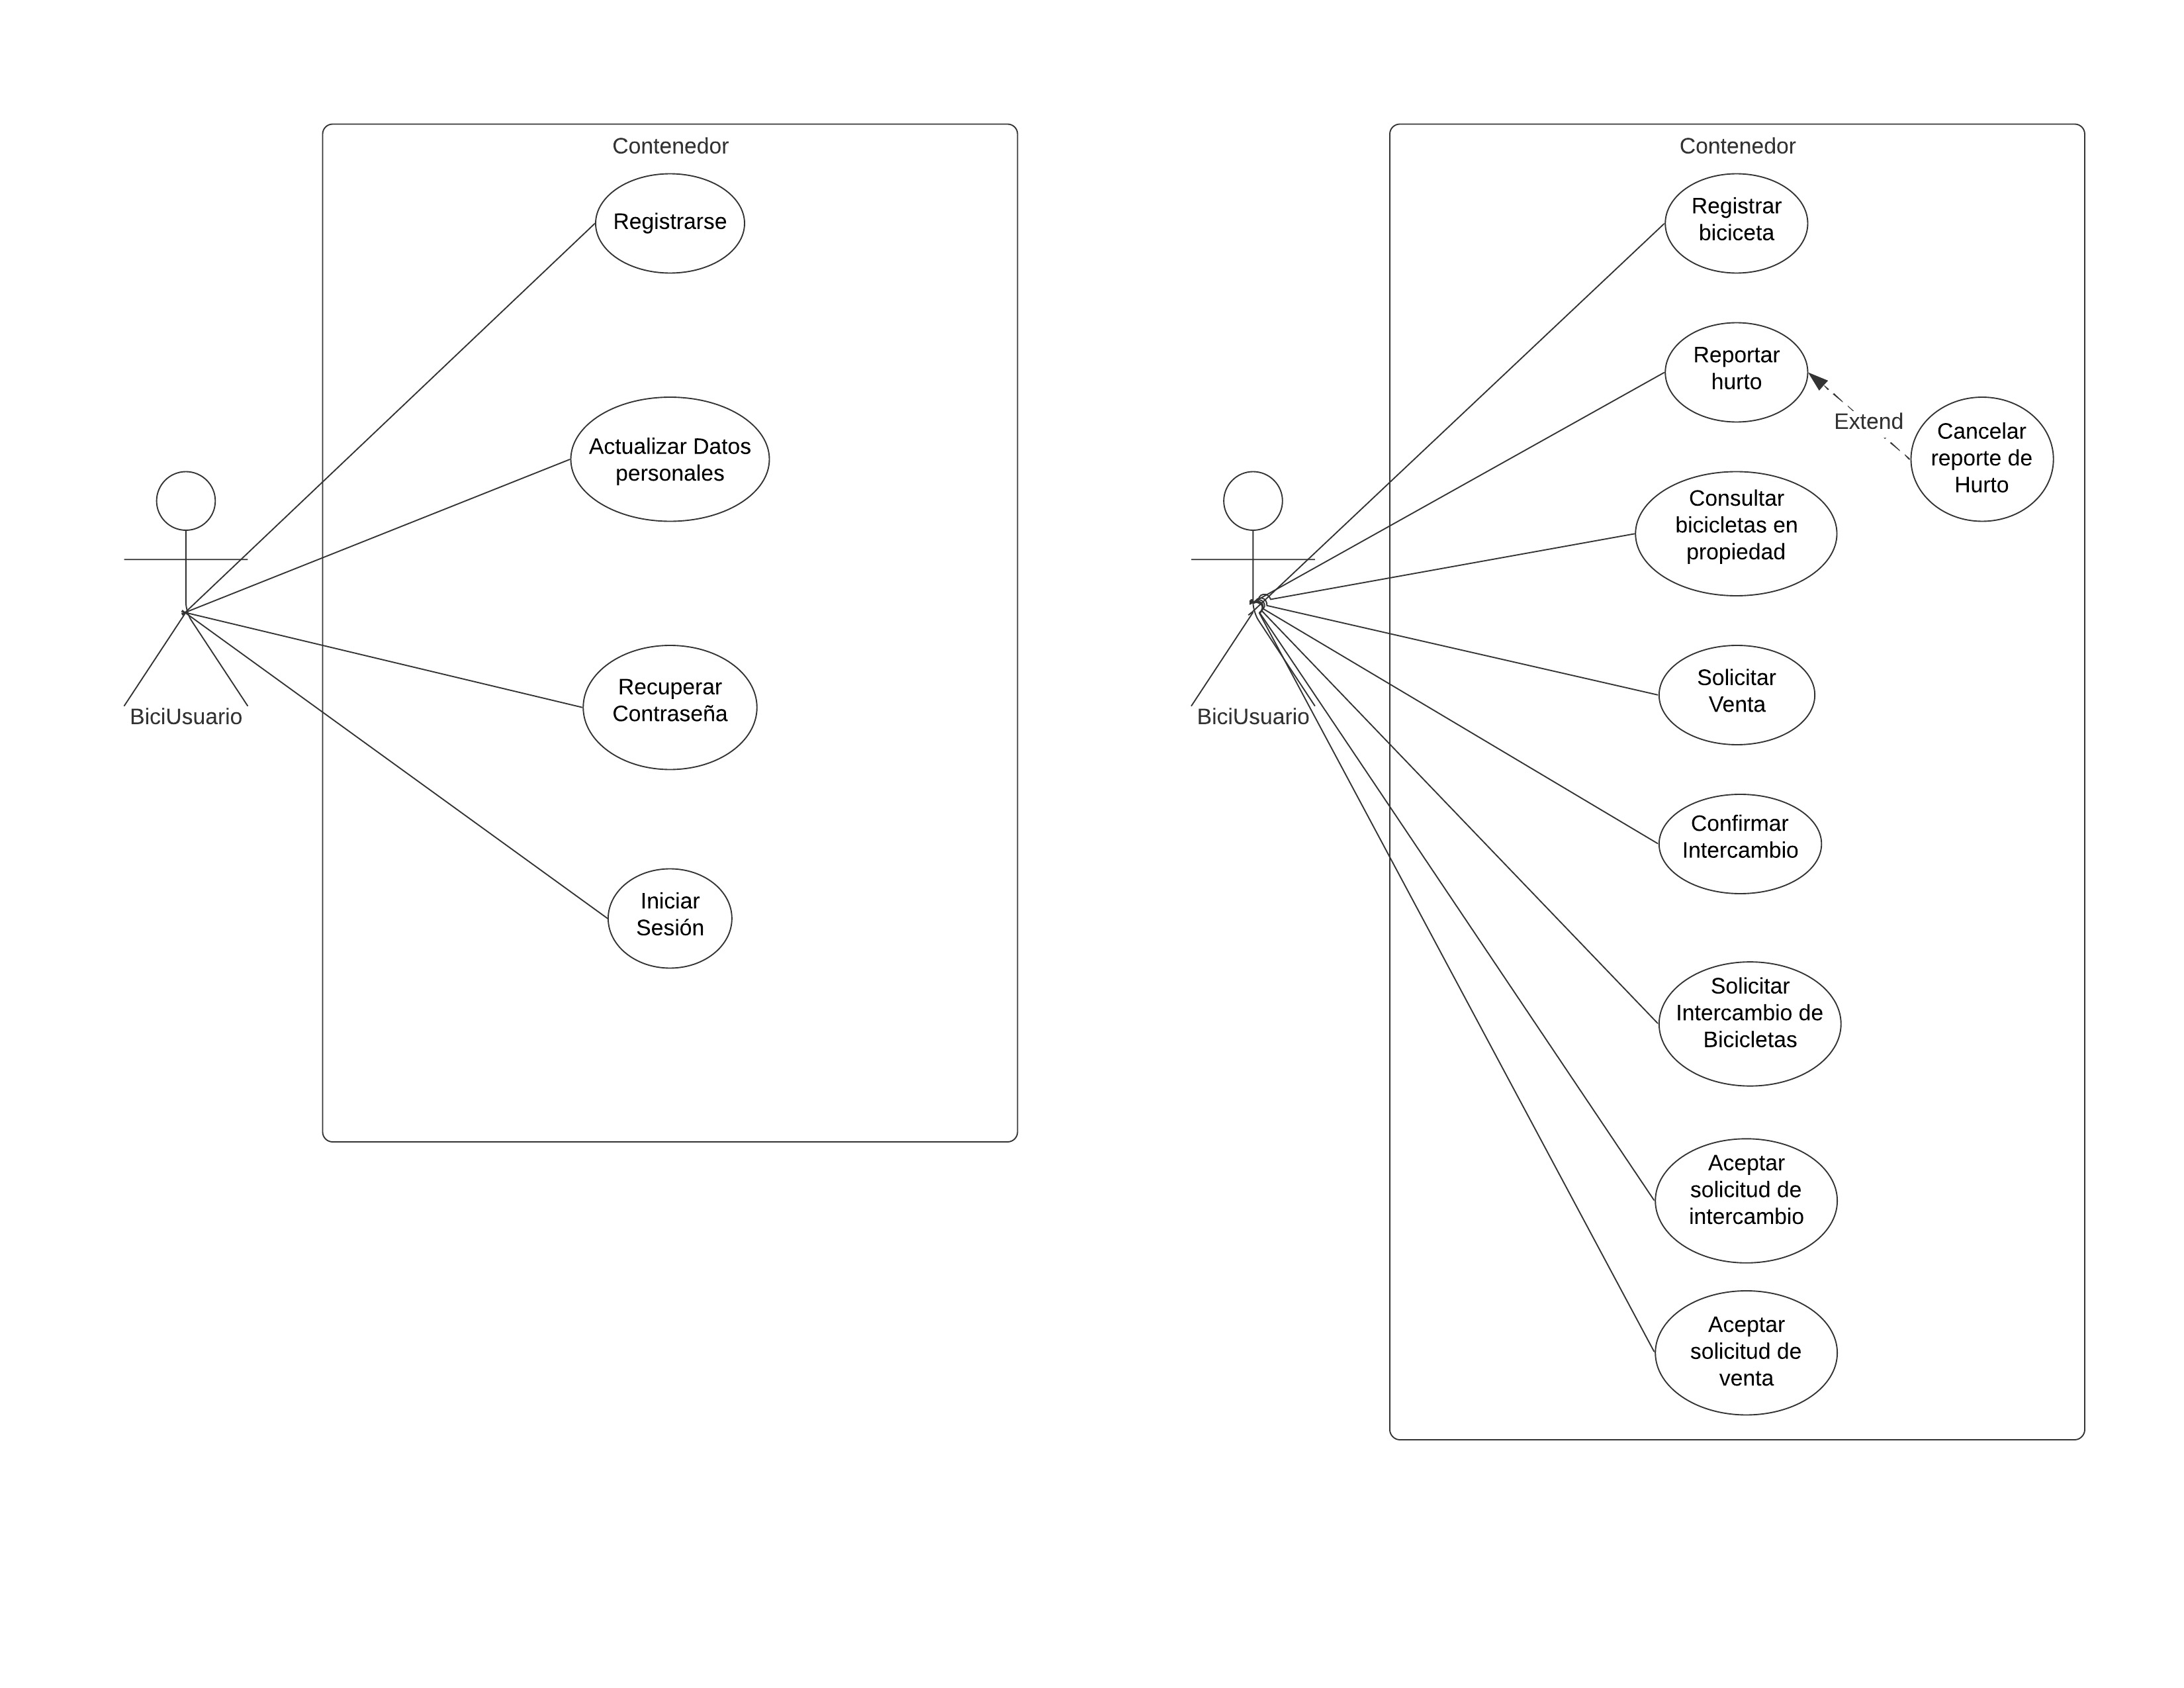 Contenedor
Registrarse
Actualizar Datos
personales
BiciUsuario
Recuperar
Contraseña
Iniciar
Sesión
Contenedor
Registrar
biciceta
Reportar
hurto
Extend
Cancelar
reporte de
Hurto
Consultar
bicicletas en
propiedad
BiciUsuario
Solicitar
Venta
Confirmar
Intercambio
Solicitar
Intercambio de
Bicicletas
Aceptar
solicitud de
intercambio
Aceptar
solicitud de
venta